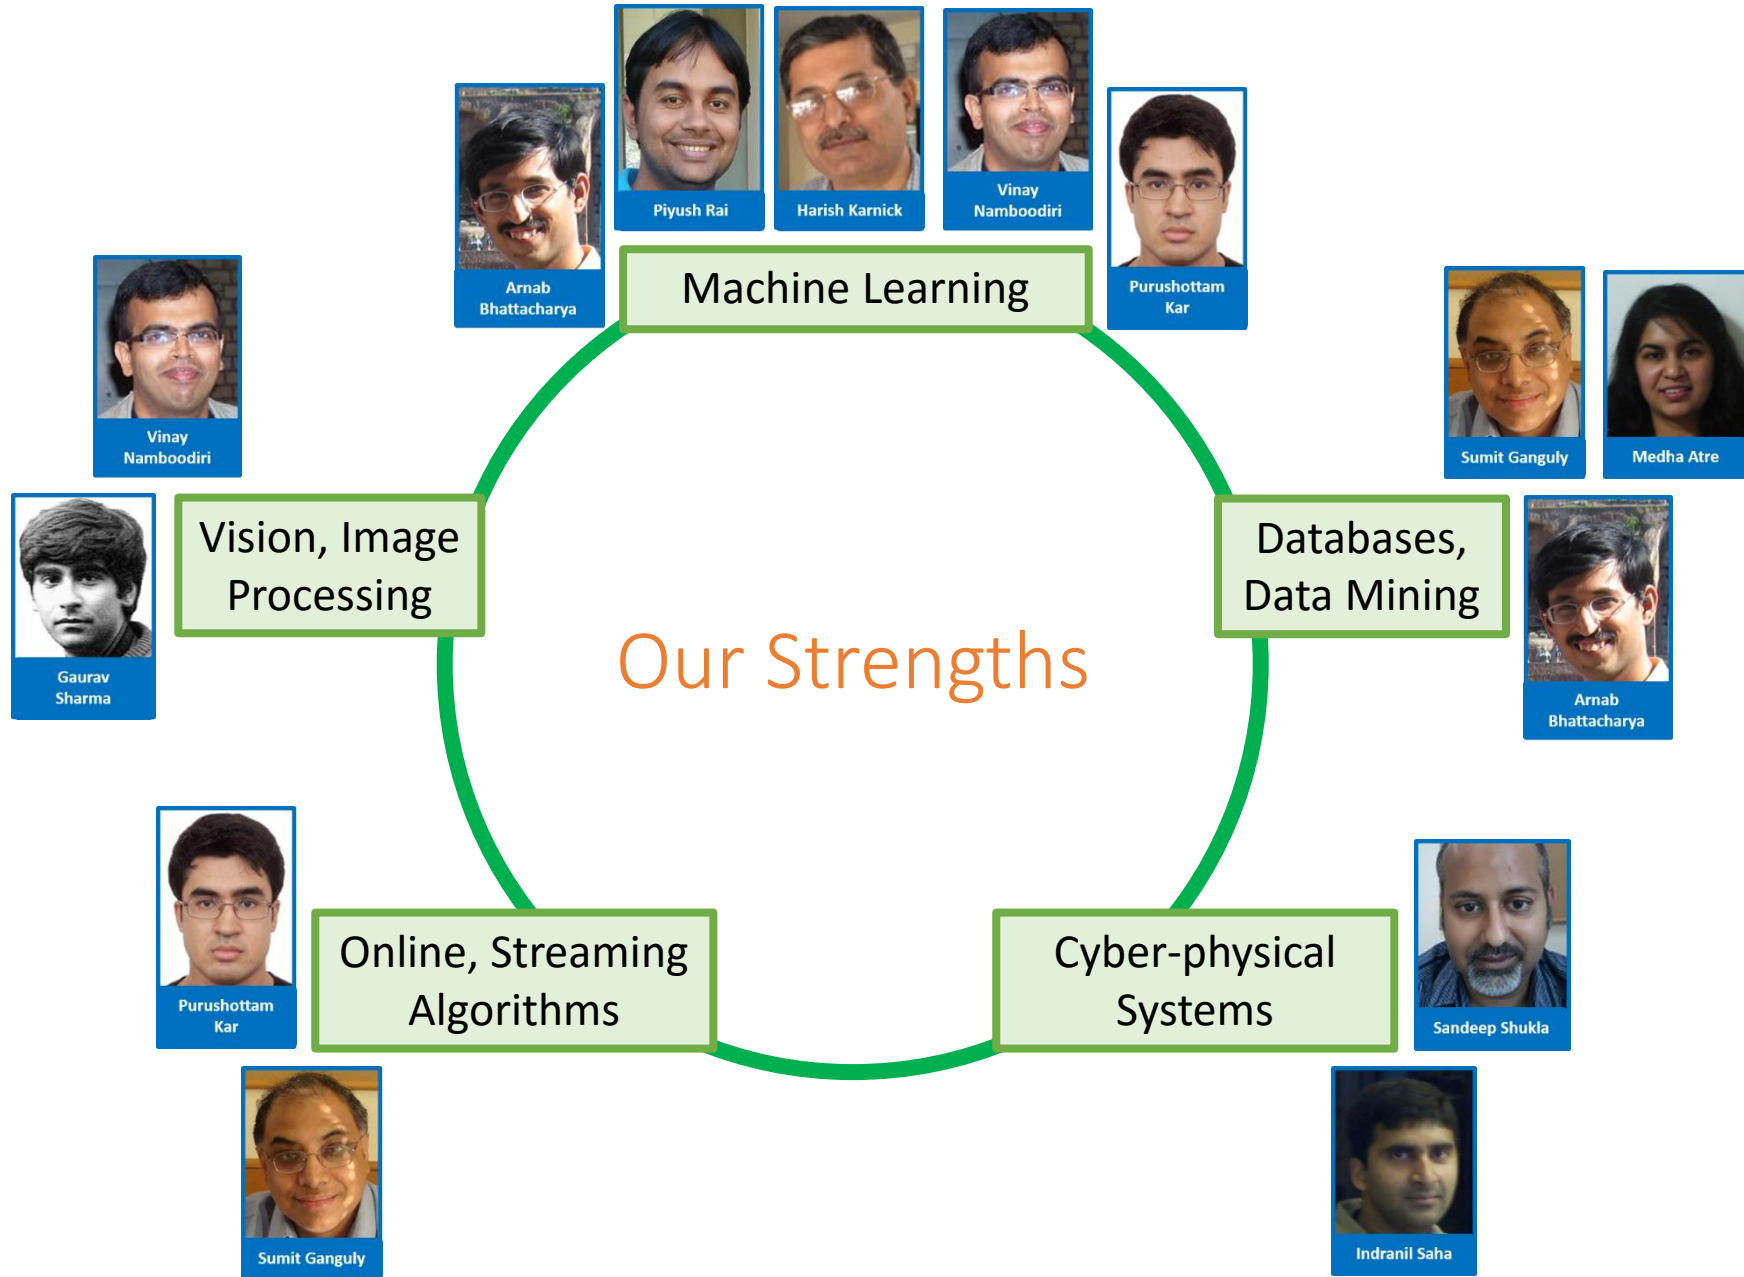 Piyush Rai
Harish Karnick
Vinay
Namboodiri
Arnab
Bhattacharya
Purushottam
Kar
Machine Learning
Vinay
Namboodiri
Gaurav
Sharma
Vision, Image
Processing
Sumit Ganguly
Medha Atre
Databases,
Data Mining
Arnab
Bhattacharya
Our Strengths
Purushottam
Kar
Online, Streaming
Algorithms
Sumit Ganguly
Cyber-physical
Systems
Sandeep Shukla
Indranil Saha